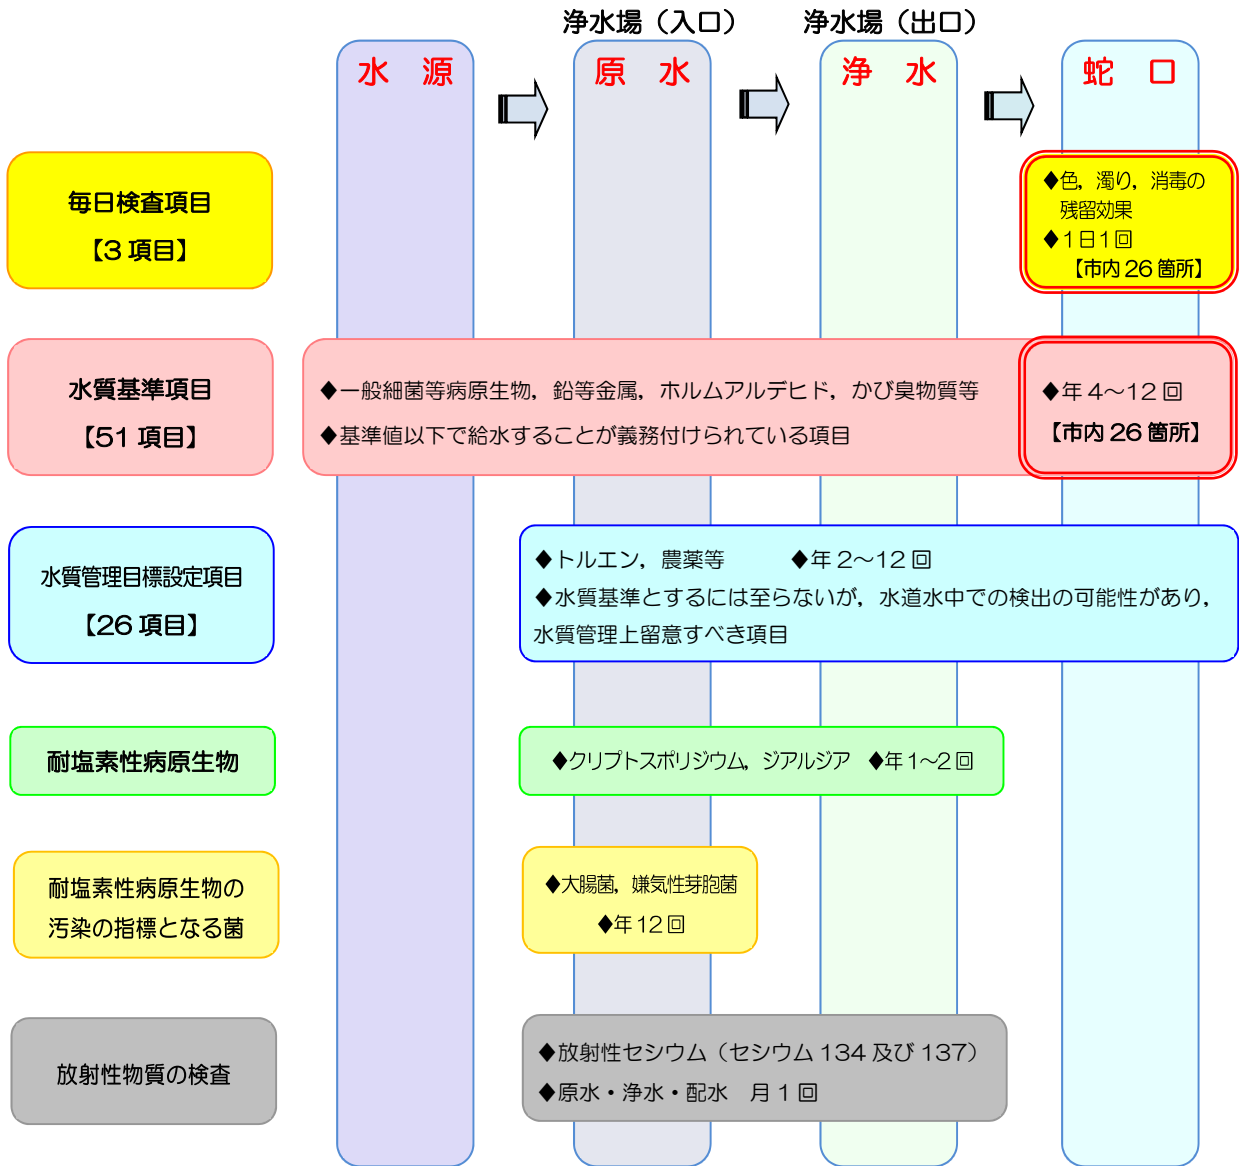 浄水場（入口）
浄水場（出口）
水　源
原　水
浄　水
蛇　口
毎日検査項目
【3 項目】
◆色，濁り，消毒の
残留効果
◆1日1回
【市内 26 箇所】
水質基準項目
【51 項目】
◆一般細菌等病原生物，鉛等金属，ホルムアルデヒド，かび臭物質等
◆基準値以下で給水することが義務付けられている項目
◆年 4～12 回
【市内 26 箇所】
水質管理目標設定項目
【26 項目】
◆トルエン，農薬等　　　◆年 2～12 回
◆水質基準とするには至らないが，水道水中での検出の可能性があり，
水質管理上留意すべき項目
耐塩素性病原生物
◆クリプトスポリジウム，ジアルジア　◆年 1～2 回
耐塩素性病原生物の
汚染の指標となる菌
◆大腸菌，嫌気性芽胞菌
◆年 12 回
放射性物質の検査
◆放射性セシウム（セシウム 134 及び 137）
◆原水・浄水・配水　月 1 回